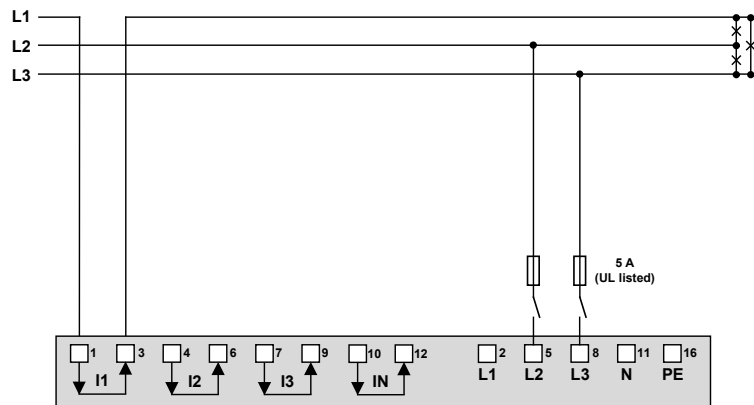 L1
L2
L3
5 A
(UL listed)
1 3 4 6 7 9 10 12 2 5 8 11 16
I1 I2 I3 IN L1 L2 L3 N PE